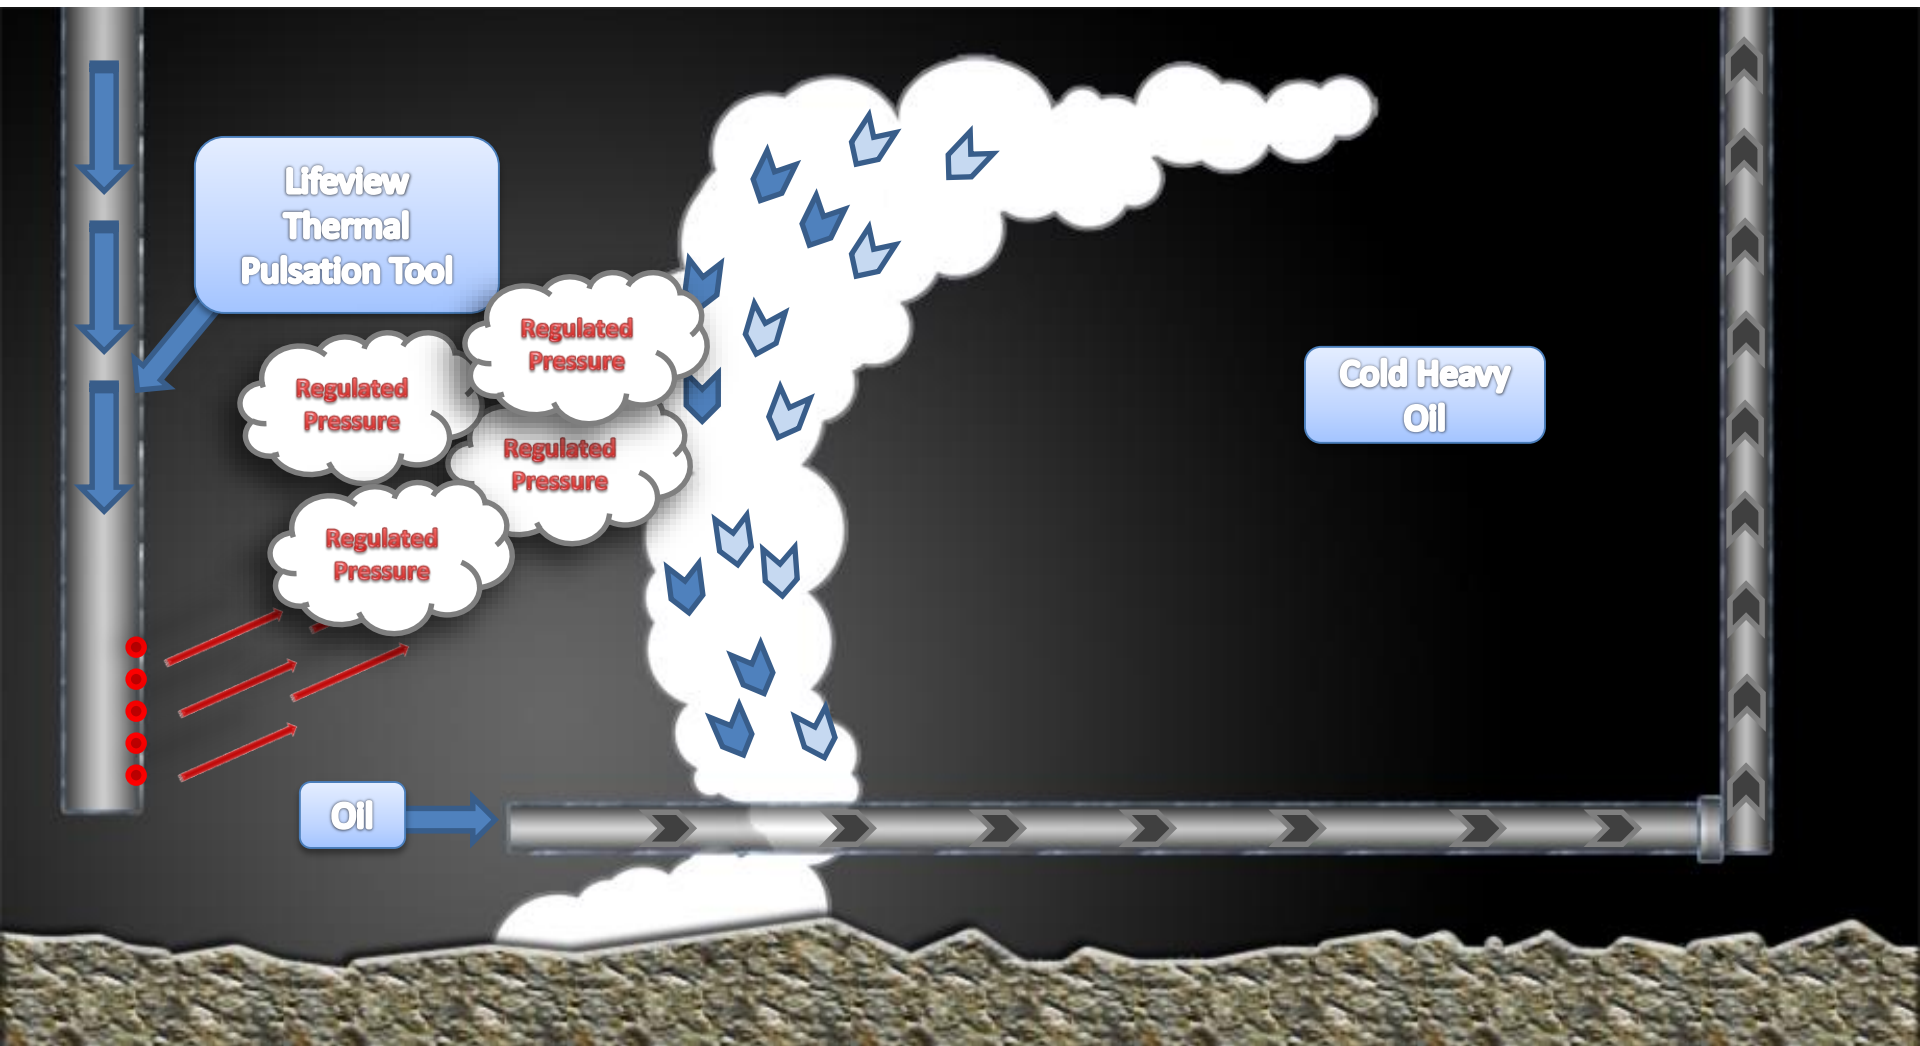 Lifeview
Thermal
Pulsation Tool
Regulated
Pressure
Regulated
Pressure
Regulated
Pressure
Regulated
Pressure
Cold Heavy
Oil
Oil